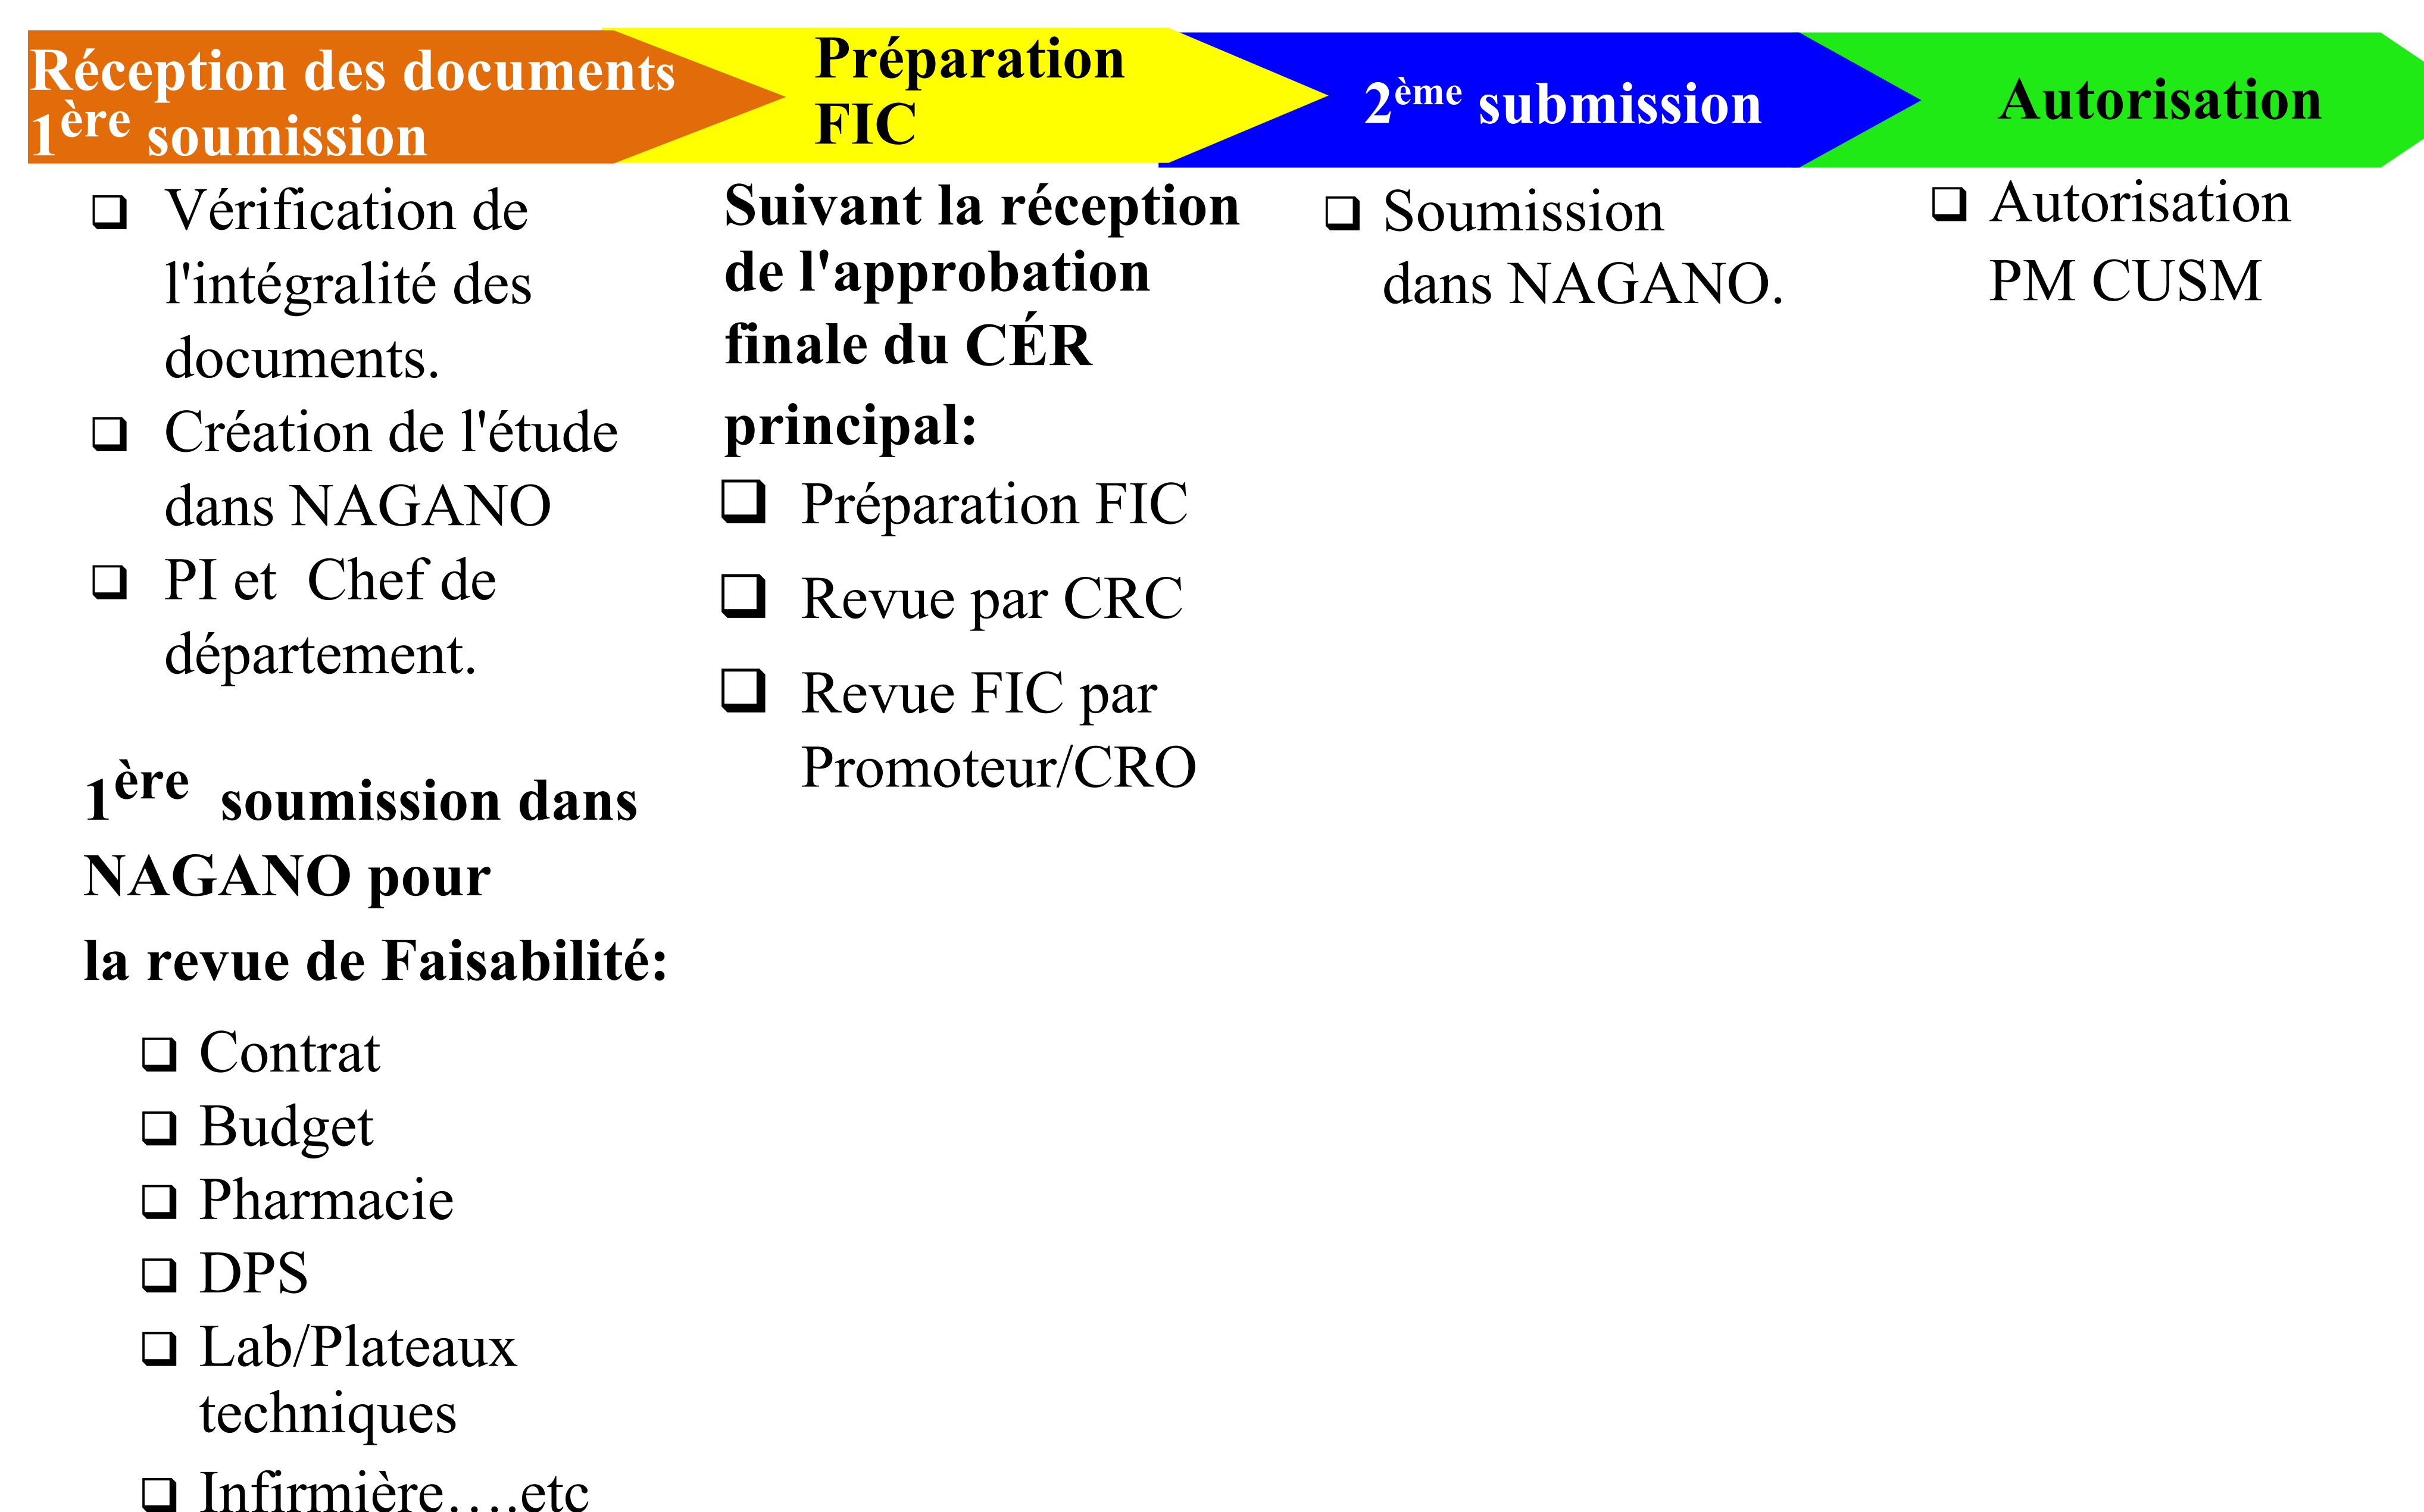 Réception des documents
1ère soumission
Préparation
FIC
2ème submission
Autorisation
❑ Vérification de
l'intégralité des
documents.
❑ Création de l'étude
dans NAGANO
❑ PI et  Chef de
département.
1ère  soumission dans
NAGANO pour
la revue de Faisabilité:
❑ Contrat
❑ Budget
❑ Pharmacie
❑ DPS
❑ Lab/Plateaux
techniques
❑ Infirmière….etc
Suivant la réception
de l'approbation
finale du CÉR
principal:
❑ Préparation FIC
❑ Revue par CRC
❑ Revue FIC par
Promoteur/CRO
❑ Soumission
dans NAGANO.
❑ Autorisation
PM CUSM